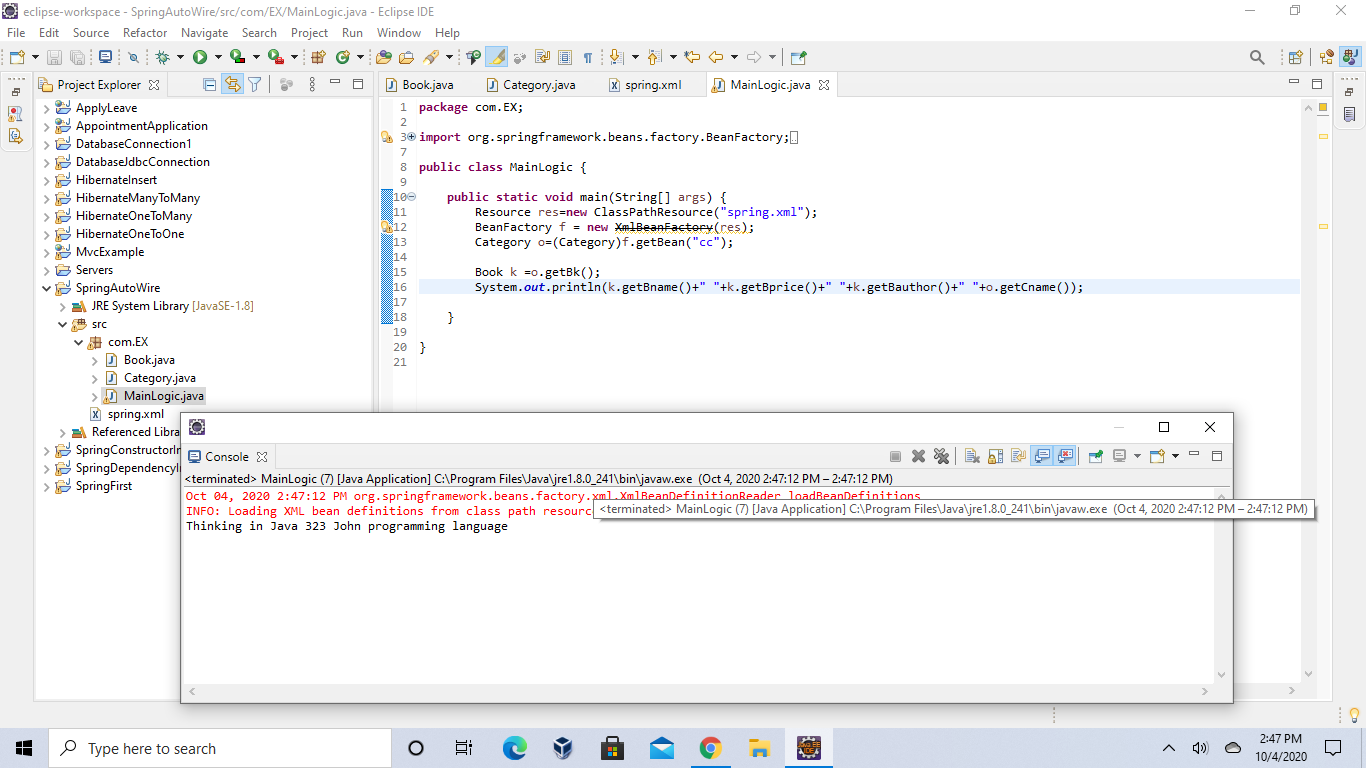 eclipse-workspace - SpringAutoWire/src/com/EX/MainLogic.java - Eclipse IDE
File Edit Source Refactor Navigate Search Project Run Window Help
Project Explorer
ApplyLeave
AppointmentApplication
DatabaseConnection1
DatabaseJdbcConnection
HibernateInsert
HibernateManyToMany
HibernateOneToMany
HibernateOneToOne
MvcExample
Servers
SpringAutoWire
JRE System Library [JavaSE-1.8]
src
com.EX
Book.java
Category.java
MainLogic.java
spring.xml
Referenced Libra
SpringConstructorIn
SpringDependencyI
SpringFirst
Book.java Category.java spring.xml MainLogic.java
1 package com.EX;
2
3 import org.springframework.beans.factory.BeanFactory;
7
8 public class MainLogic {
9
10 public static void main(String[] args) {
11 Resource res=new ClassPathResource("spring.xml");
12 BeanFactory f = new XmlBeanFactory(res);
13 Category o=(Category)f.getBean("cc");
14
15 Book k =o.getBk();
16 System.out.println(k.getBname()+" "+k.getBprice()+" "+k.getBauthor()+" "+o.getCname());
17
18 }
19
20 }
21
Console
<terminated> MainLogic (7) [Java Application] C:\Program Files\Java\jre1.8.0_241\bin\javaw.exe (Oct 4, 2020 2:47:12 PM – 2:47:12 PM)
Oct 04, 2020 2:47:12 PM org.springframework.beans.factory.xml.XmlBeanDefinitionReader loadBeanDefinitions
INFO: Loading XML bean definitions from class path resourc
<terminated> MainLogic (7) [Java Application] C:\Program Files\Java\jre1.8.0_241\bin\javaw.exe (Oct 4, 2020 2:47:12 PM – 2:47:12 PM)
Thinking in Java 323 John programming language
Type here to search
2:47 PM
10/4/2020